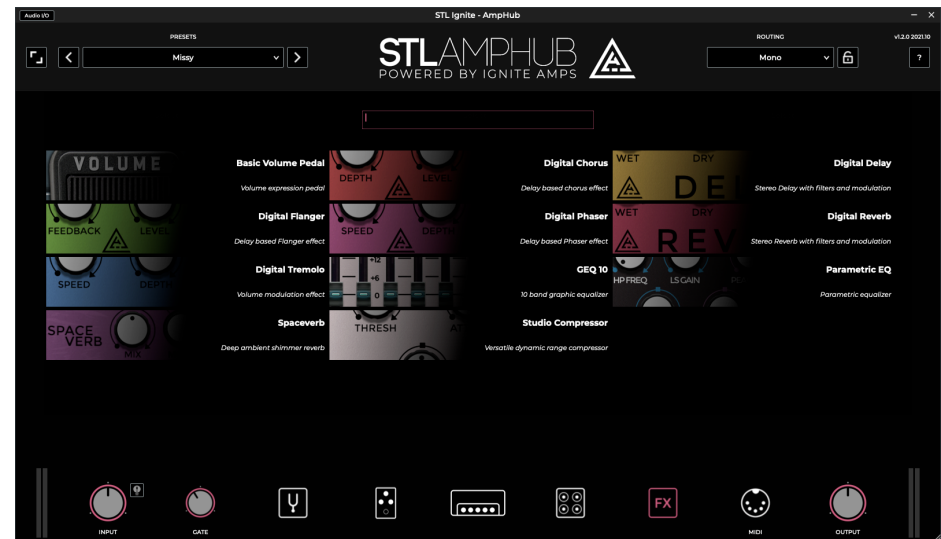 Audio I/O
STL Ignite - AmpHub
PRESETS
Missy
STLAMPHUB
POWERED BY IGNITE AMPS
ROUTING
Mono
v1.2.0 2021.10
?
VOLUME
Basic Volume Pedal
Volume expression pedal
DEPTH LEVEL
Digital Chorus
Delay based chorus effect
WET DRY
DEL
Digital Delay
Stereo Delay with filters and modulation
FEEDBACK LEVEL
Digital Flanger
Delay based Flanger effect
SPEED DEPTH
Digital Phaser
Delay based Phaser effect
WET DRY
REV
Digital Reverb
Stereo Reverb with filters and modulation
SPEED DEPTH
Digital Tremolo
Volume modulation effect
+12
+6
0
GEQ 10
10 band graphic equalizer
HP FREQ LS GAIN
Parametric EQ
Parametric equalizer
SPACE
VERB
MIX
Spaceverb
Deep ambient shimmer reverb
THRESH AT
Studio Compressor
Versatile dynamic range compressor
FX
INPUT
GATE
MIDI
OUTPUT